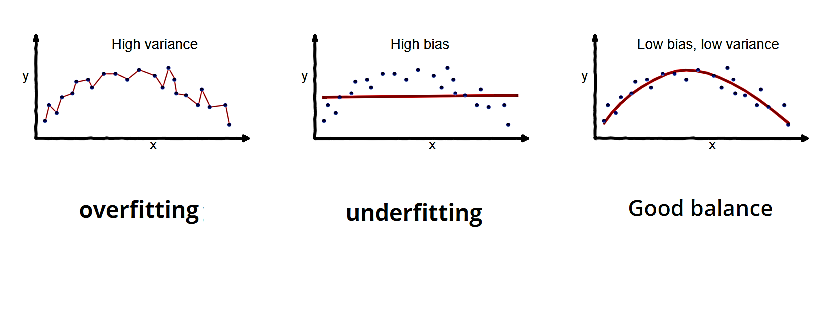 High variance
y
x
overfitting
High bias
y
x
underfitting
Low bias, low variance
y
x
Good balance